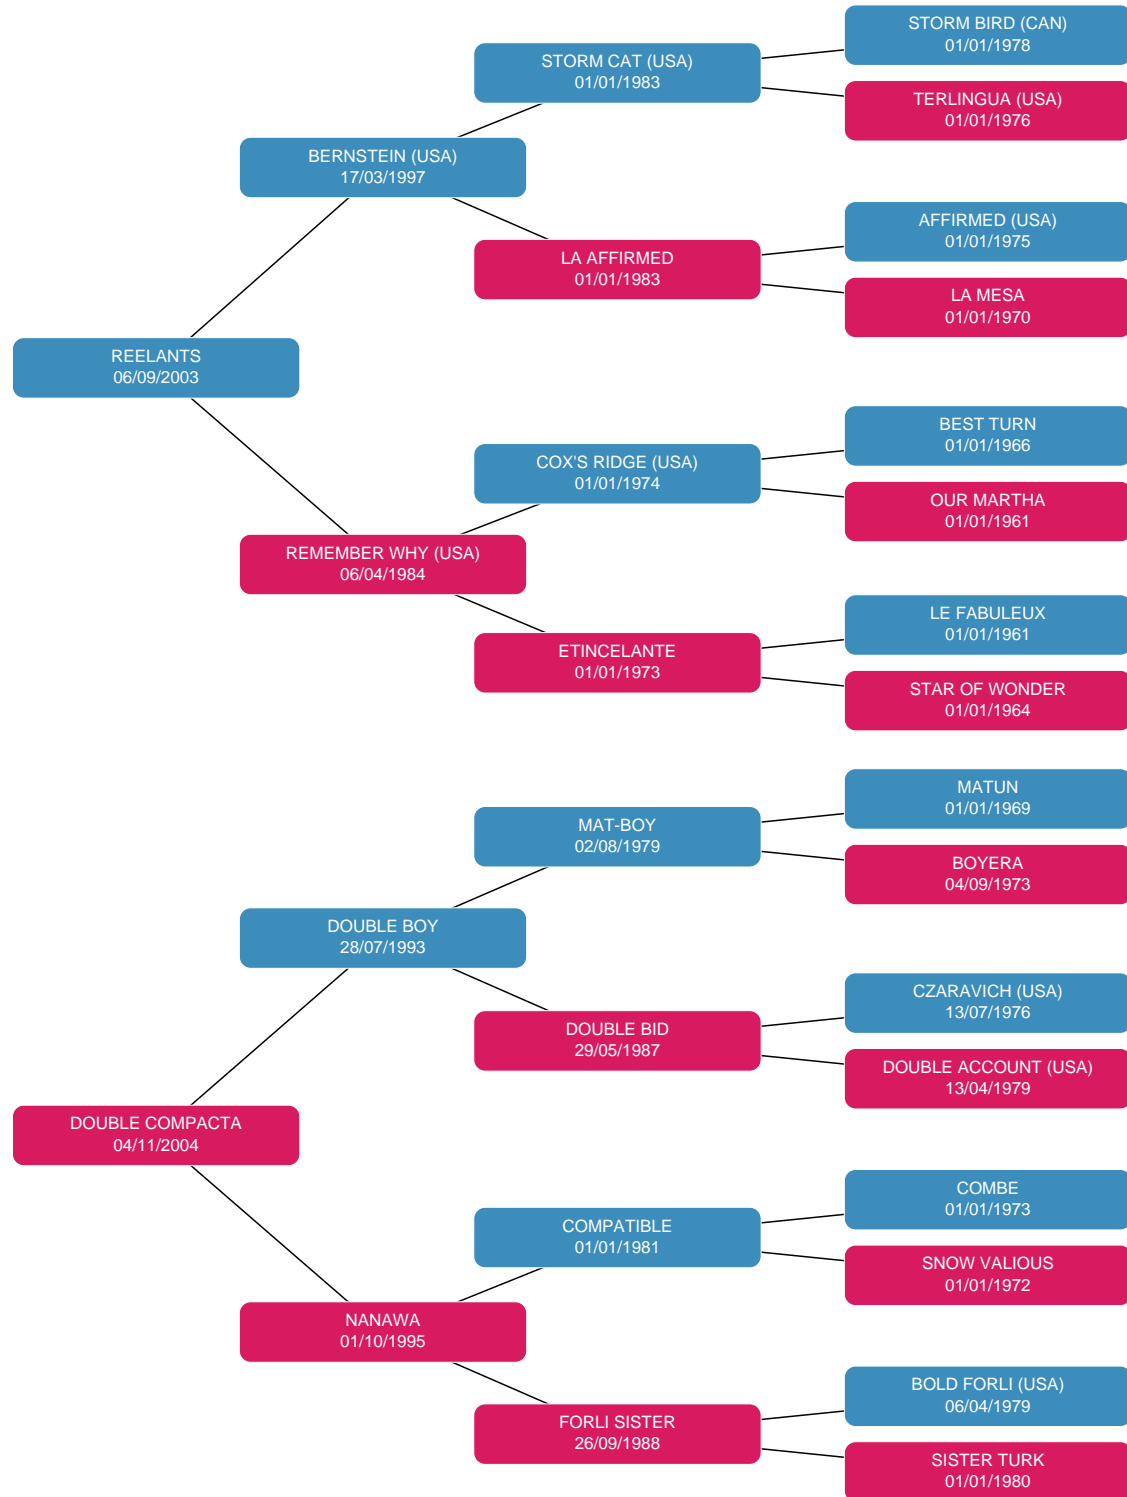 STORM BIRD (CAN)
01/01/1978
STORM CAT (USA)
01/01/1983
TERLINGUA (USA)
01/01/1976
BERNSTEIN (USA)
17/03/1997
AFFIRMED (USA)
01/01/1975
LA AFFIRMED
01/01/1983
LA MESA
01/01/1970
REELANTS
06/09/2003
BEST TURN
01/01/1966
COX'S RIDGE (USA)
01/01/1974
OUR MARTHA
01/01/1961
REMEMBER WHY (USA)
06/04/1984
LE FABULEUX
01/01/1961
ETINCELANTE
01/01/1973
STAR OF WONDER
01/01/1964
MATUN
01/01/1969
MAT-BOY
02/08/1979
BOYERA
04/09/1973
DOUBLE BOY
28/07/1993
CZARAVICH (USA)
13/07/1976
DOUBLE BID
29/05/1987
DOUBLE ACCOUNT (USA)
13/04/1979
DOUBLE COMPACTA
04/11/2004
COMBE
01/01/1973
COMPATIBLE
01/01/1981
SNOW VALIOUS
01/01/1972
NANAWA
01/10/1995
BOLD FORLI (USA)
06/04/1979
FORLI SISTER
26/09/1988
SISTER TURK
01/01/1980